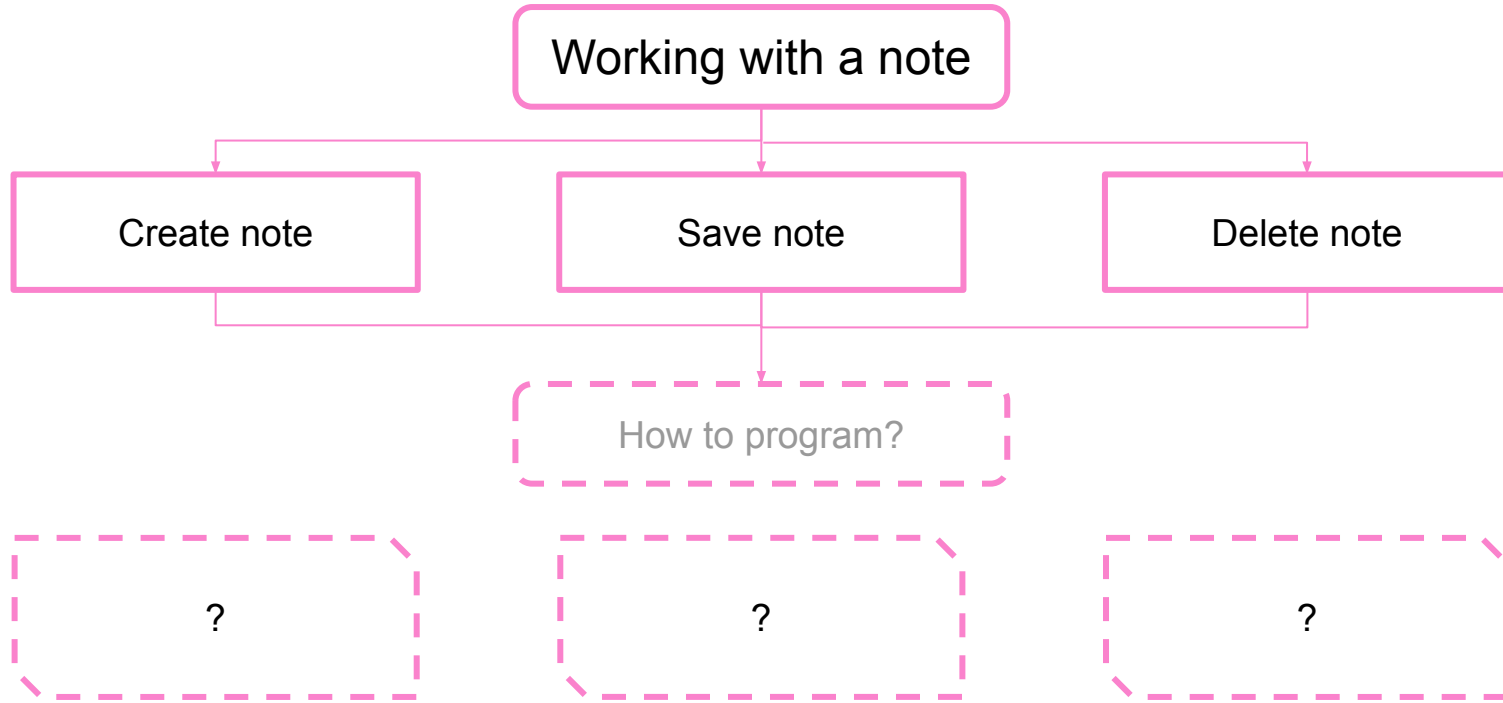 Working with a note
Create note
Save note
Delete note
How to program?
?
?
?